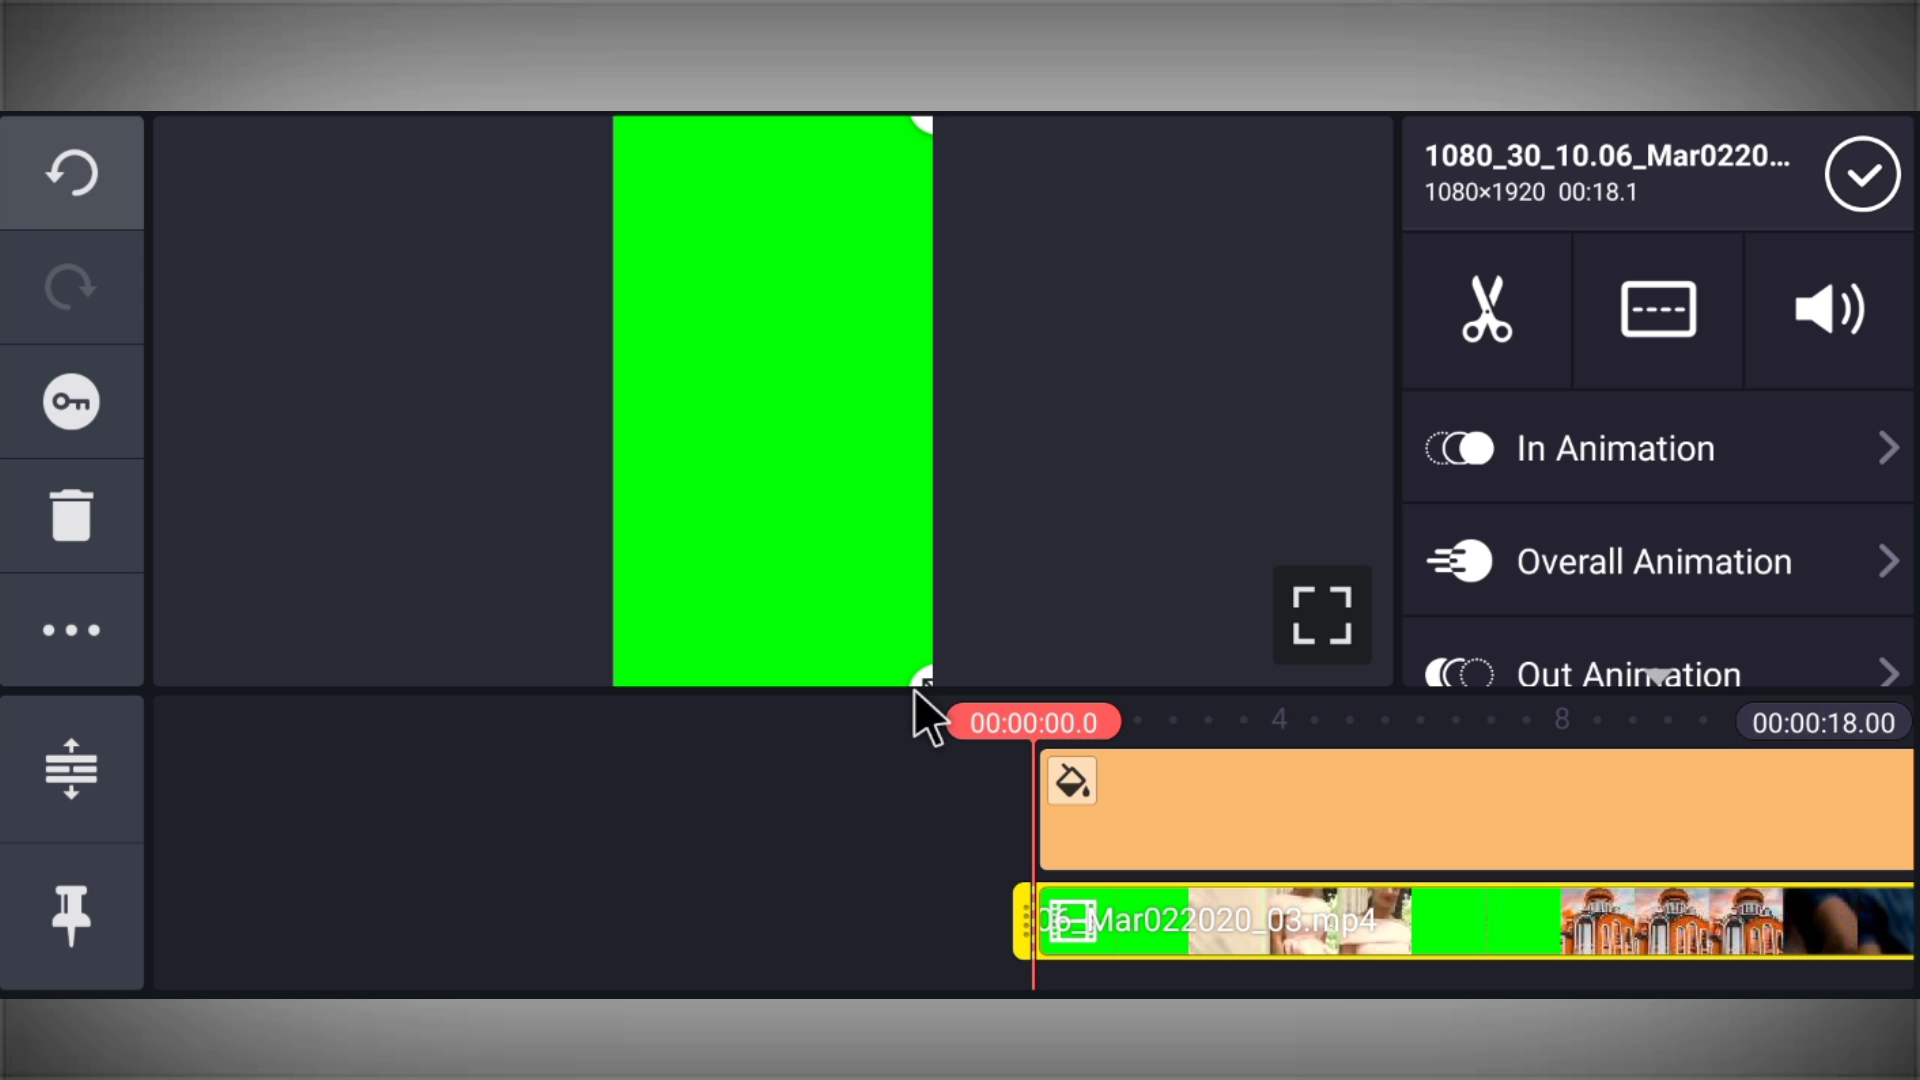 1080_30_10.06_Mar0220...
1080×1920 00:18.1
In Animation
Overall Animation
Out Animation
00:00:00.0
4
8
00:00:18.00
06_Mar022020_03.mp4